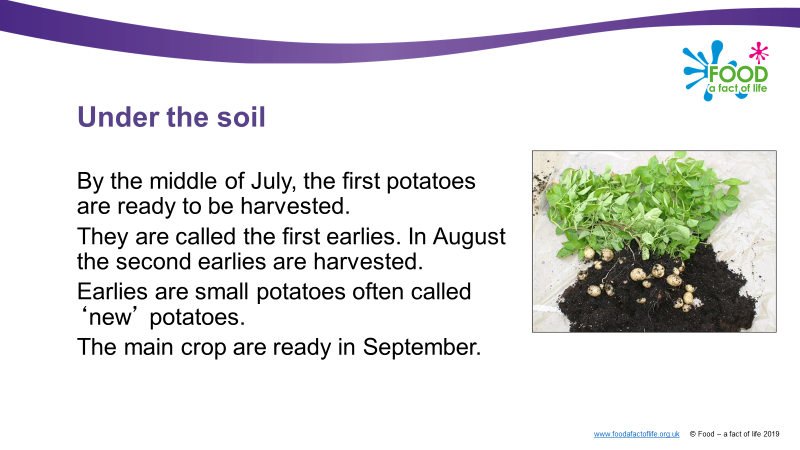 FOOD
a fact of life
Under the soil
By the middle of July, the first potatoes
are ready to be harvested.
They are called the first earlies. In August
the second earlies are harvested.
Earlies are small potatoes often called
‘new’ potatoes.
The main crop are ready in September.
www.foodafactoflife.org.uk © Food – a fact of life 2019